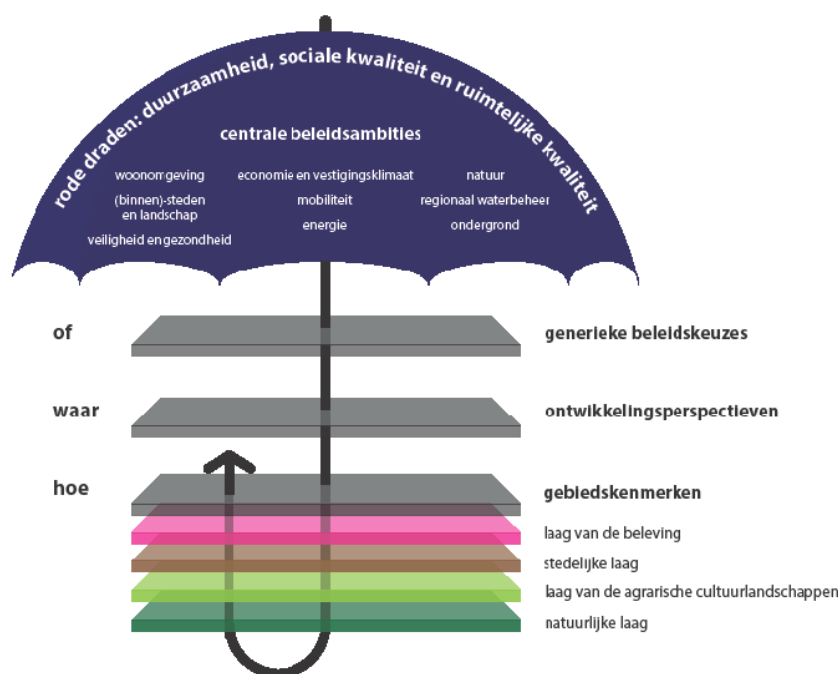 rode draden: duurzaamheid, sociale kwaliteit en ruimtelijke kwaliteit
centrale beleidsambities
woonomgeving
(binnen)-steden
en landschap
veiligheid en gezondheid
economie en vestigingsklimaat
mobiliteit
energie
natuur
regionaal waterbeheer
ondergrond
of
generieke beleidskeuzes
waar
ontwikkelingsperspectieven
hoe
gebiedskenmerken
laag van de beleving
stedelijke laag
laag van de agrarische cultuurlandschappen
natuurlijke laag